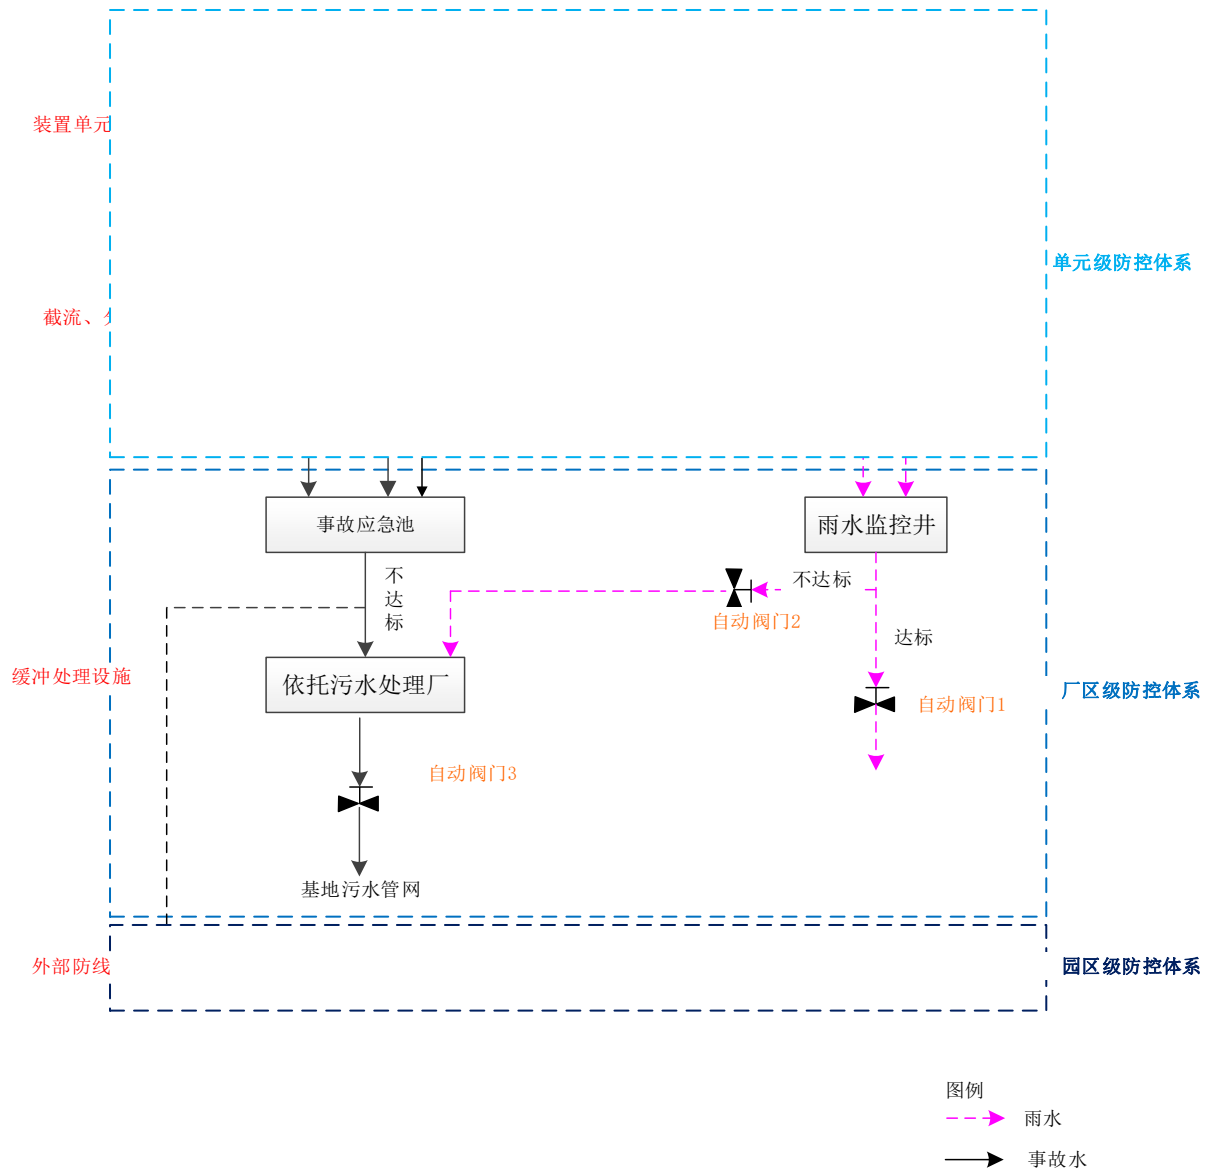 装置单元
单元级防控体系
截流、
事故应急池
雨水监控井
不达标
不达标
自动阀门2
达标
缓冲处理设施
依托污水处理厂
厂区级防控体系
自动阀门1
自动阀门3
基地污水管网
外部防线
园区级防控体系
图例
雨水
事故水